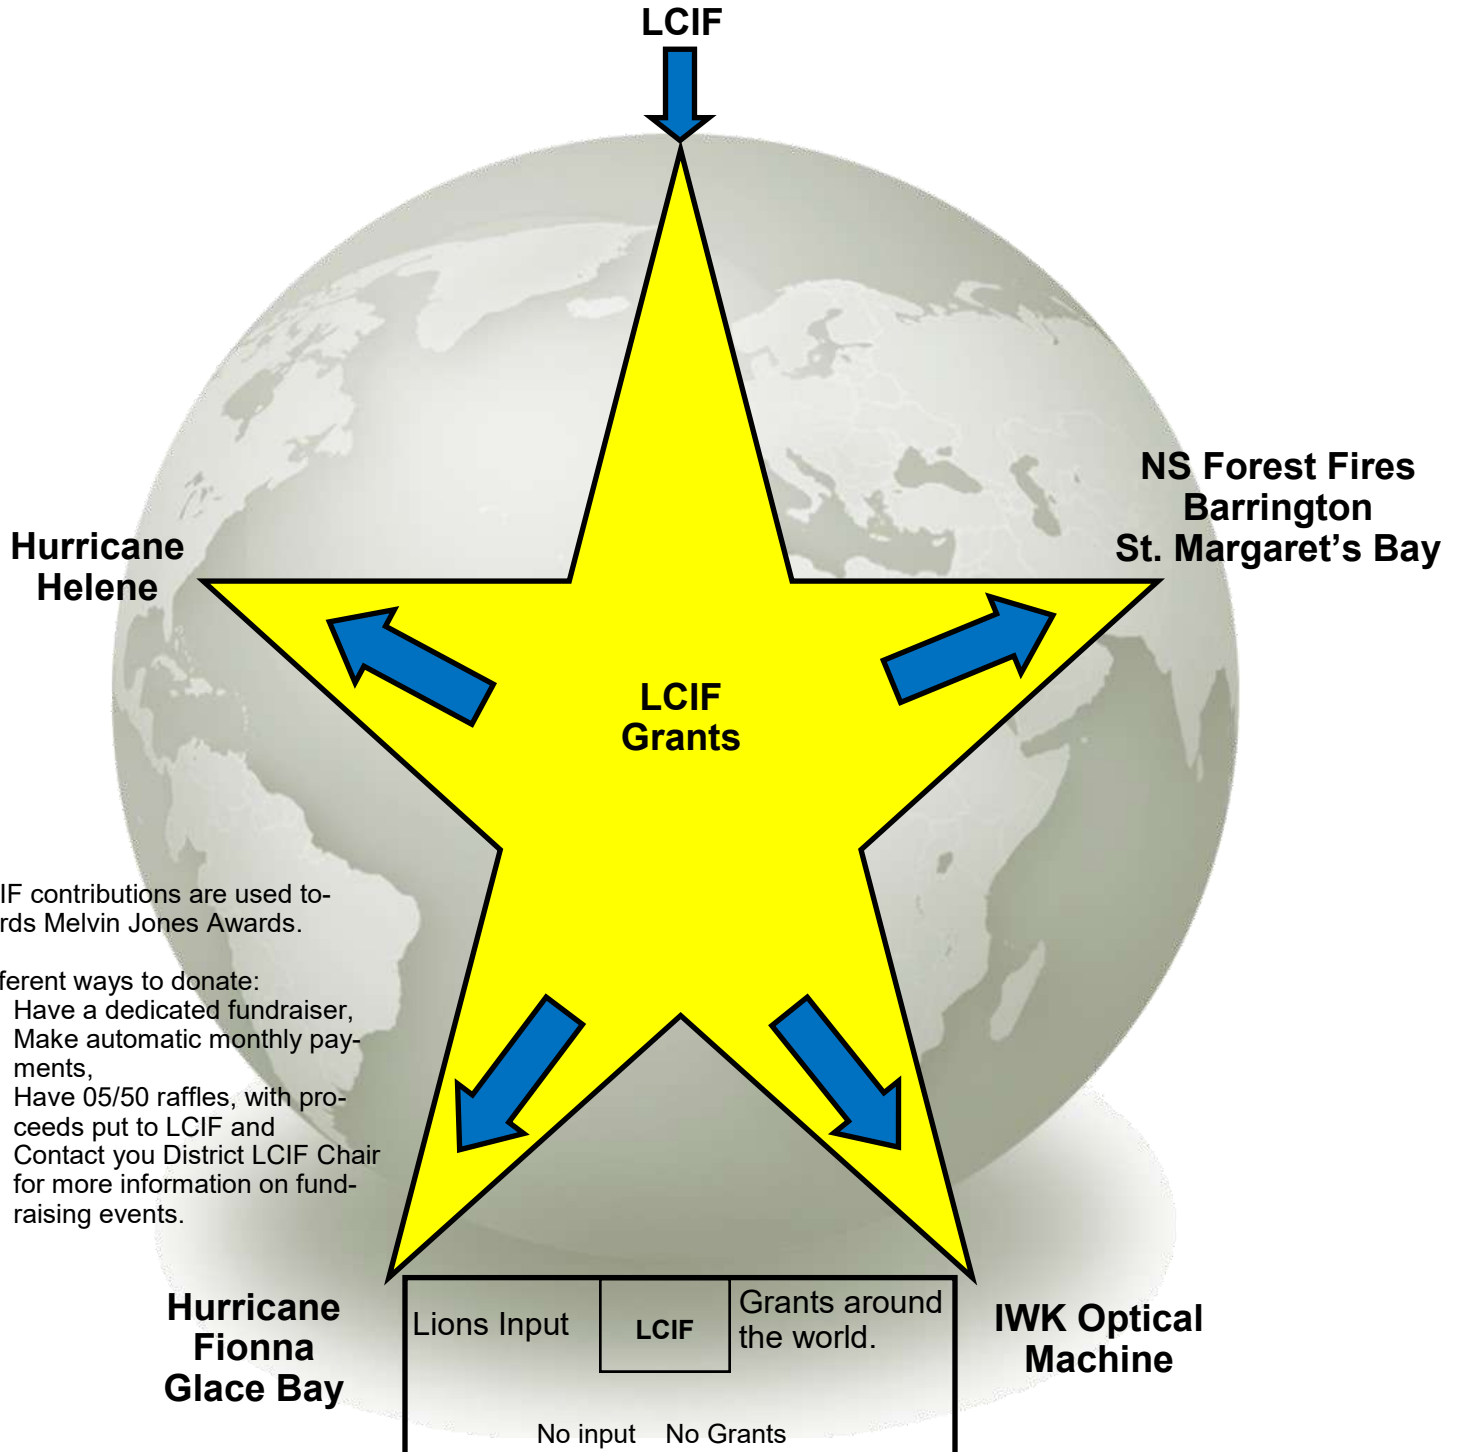 LCIF
NS Forest Fires
Barrington
St. Margaret's Bay
Hurricane
Helene
LCIF
Grants
IF contributions are used to-
rds Melvin Jones Awards.
ferent ways to donate:
Have a dedicated fundraiser,
Make automatic monthly pay-
ments,
Have 05/50 raffles, with pro-
ceeds put to LCIF and
Contact you District LCIF Chair
for more information on fund-
raising events.
Hurricane
Fionna
Glace Bay
Lions Input
LCIF
Grants around
the world.
IWK Optical
Machine
No input No Grants